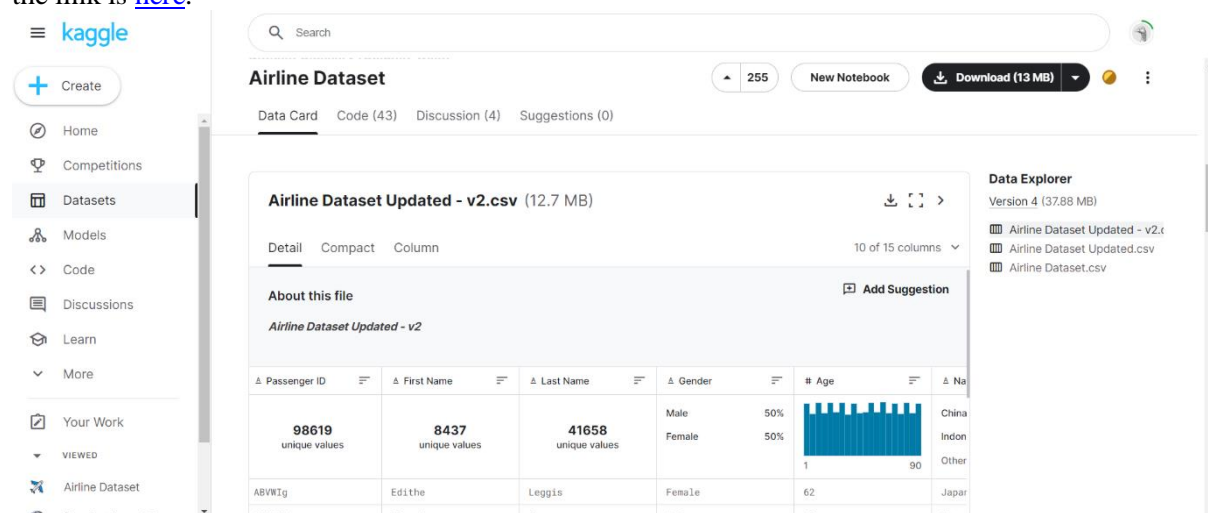 the link is here.
kaggle
Search
Create
Home
Competitions
Datasets
Models
Code
Discussions
Learn
More
Your Work
VIEWED
Airline Dataset
Airline Dataset
255
New Notebook
Download (13 MB)
Data Card Code (43) Discussion (4) Suggestions (0)
Airline Dataset Updated - v2.csv (12.7 MB)
Detail Compact Column
10 of 15 columns
About this file
Add Suggestion
Airline Dataset Updated - v2
Passenger ID First Name Last Name Gender # Age Na
98619 unique values
8437 unique values
41658 unique values
Male 50%
Female 50%
1 90
China
Indon
Other
ABVWIg Edithe Leggis Female 62 Japar
Data Explorer
Version 4 (37.88 MB)
Airline Dataset Updated - v2.c
Airline Dataset Updated.csv
Airline Dataset.csv